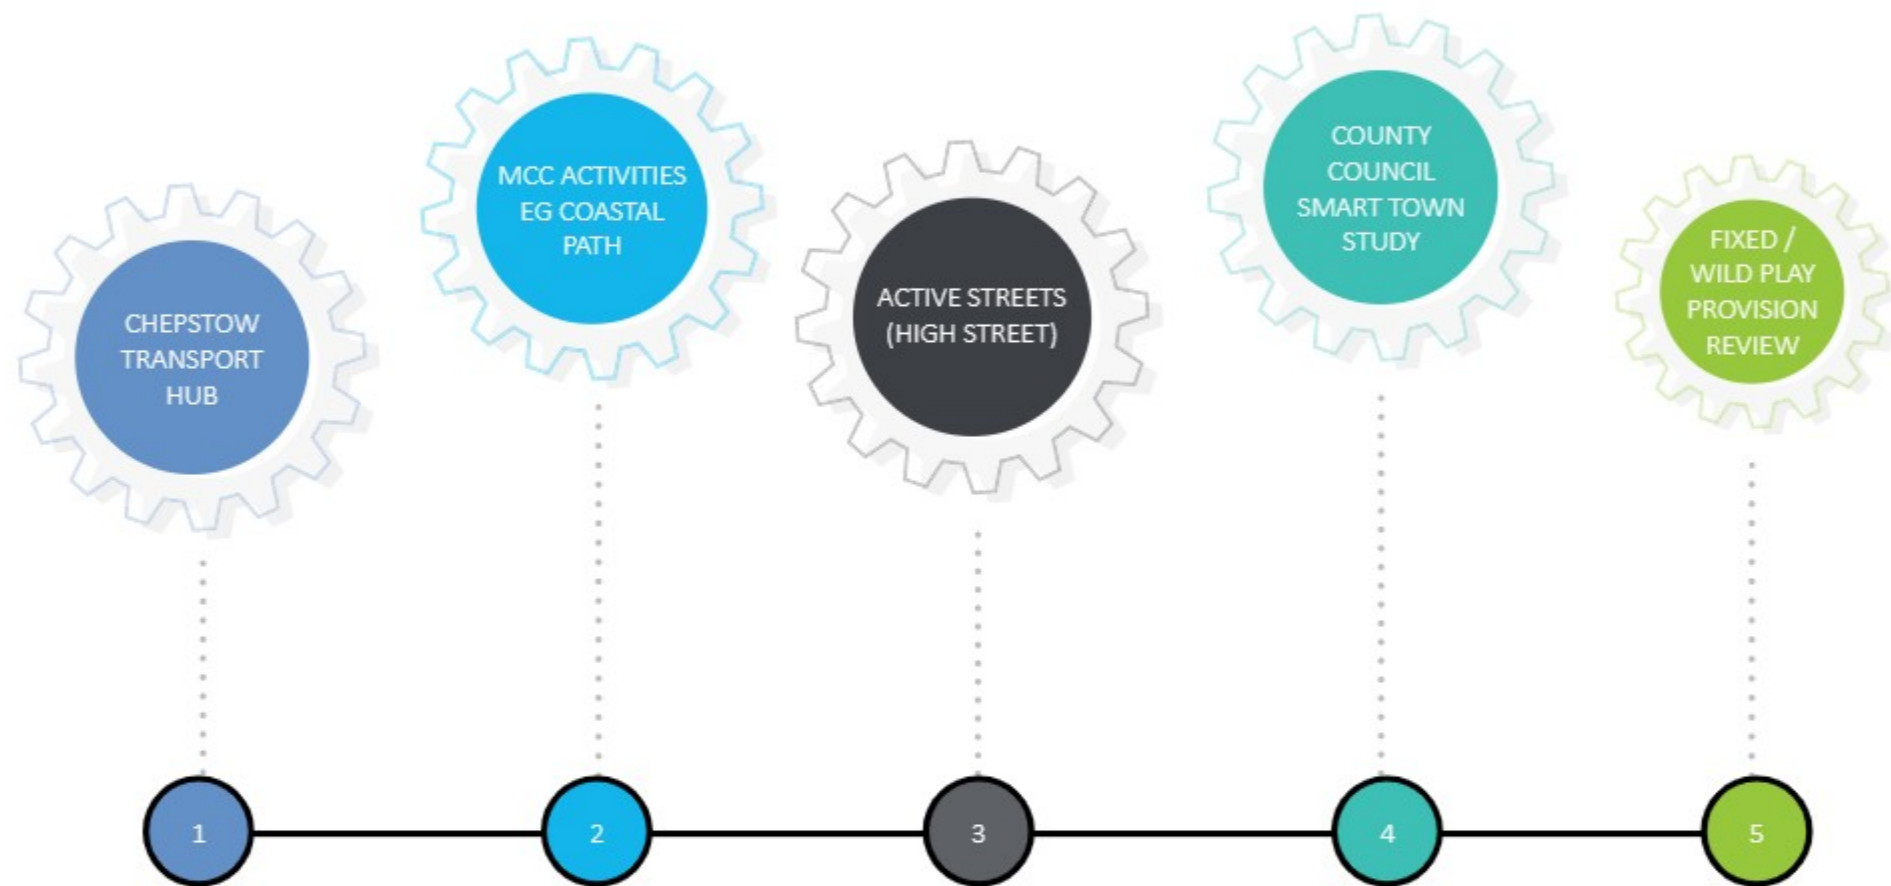 CHEPSTOW
TRANSPORT
HUB
MCC ACTIVITIES
EG COASTAL
PATH
ACTIVE STREETS
(HIGH STREET)
COUNTY
COUNCIL
SMART TOWN
STUDY
FIXED /
WILD PLAY
PROVISION
REVIEW
1
2
3
4
5